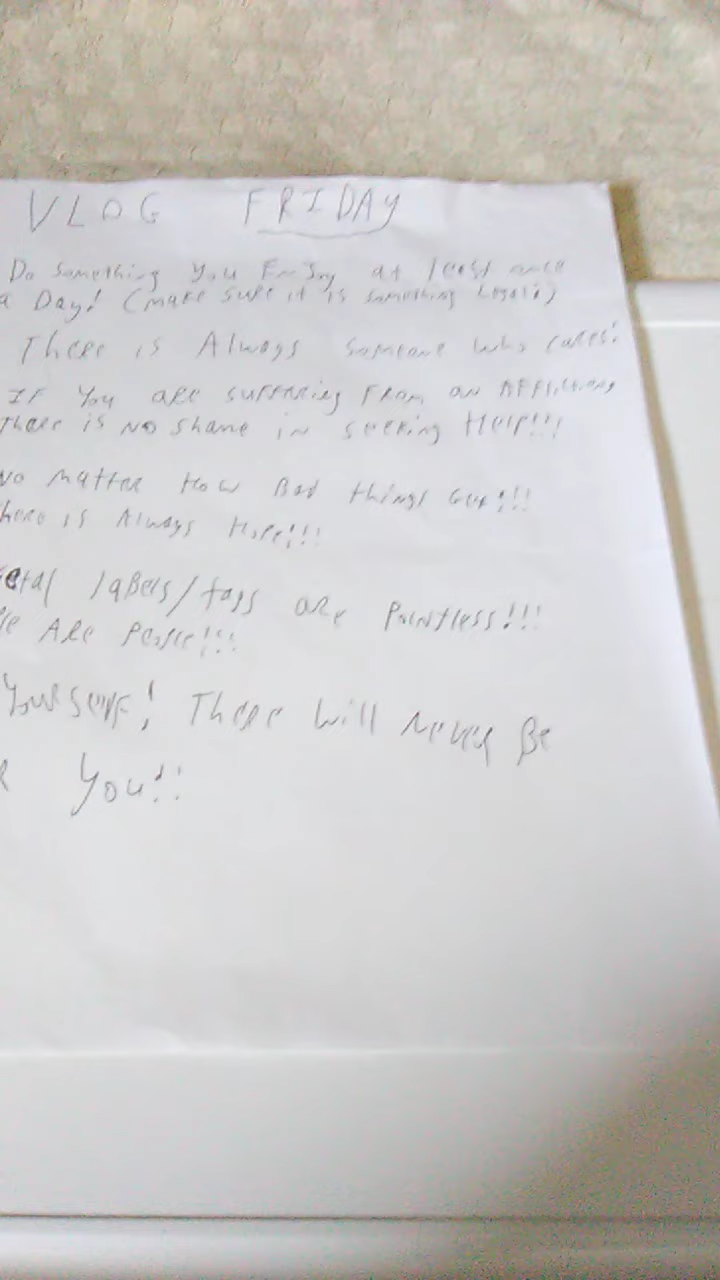 VLOG FRIDAY
Do something You Enjoy at least once
a Day! (make sure it is something Legal!)
There is Always someone who cares!
If You are suffering From an Affliction,
There is No shame in seeking Help!!!
No matter How Bad things Get!!!
here is Always Hope!!!
etal labels/tags are Pointless!!!
le Are People!!!
Yourself! There will never Be
R You!!